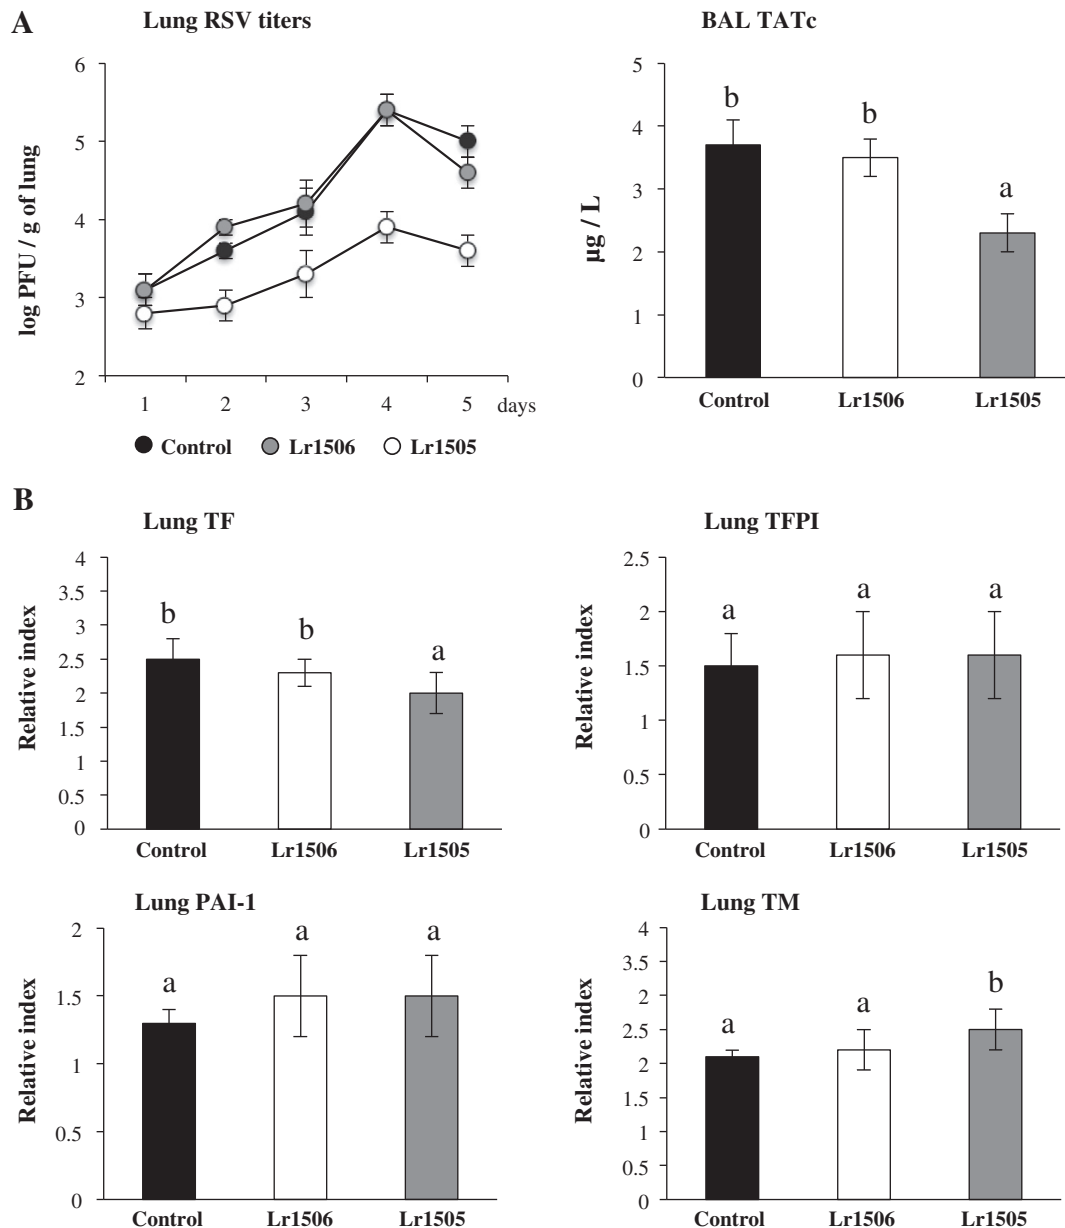 A
Lung RSV titers
log PFU / g of lung
6
5
4
3
2
1 2 3 4 5 days
Control Lr1506 Lr1505
BAL TATc
µg / L
5
4
3
2
1
0
b b a
Control Lr1506 Lr1505
B
Lung TF
Relative index
4
3.5
3
2.5
2
1.5
1
0.5
0
b b a
Control Lr1506 Lr1505
Lung TFPI
Relative index
2.5
2
1.5
1
0.5
0
a a a
Control Lr1506 Lr1505
Lung PAI-1
Relative index
2
1.5
1
0.5
0
a a a
Control Lr1506 Lr1505
Lung TM
Relative index
4
3.5
2
2.5
2
1.5
1
0.5
0
a a b
Control Lr1506 Lr1505